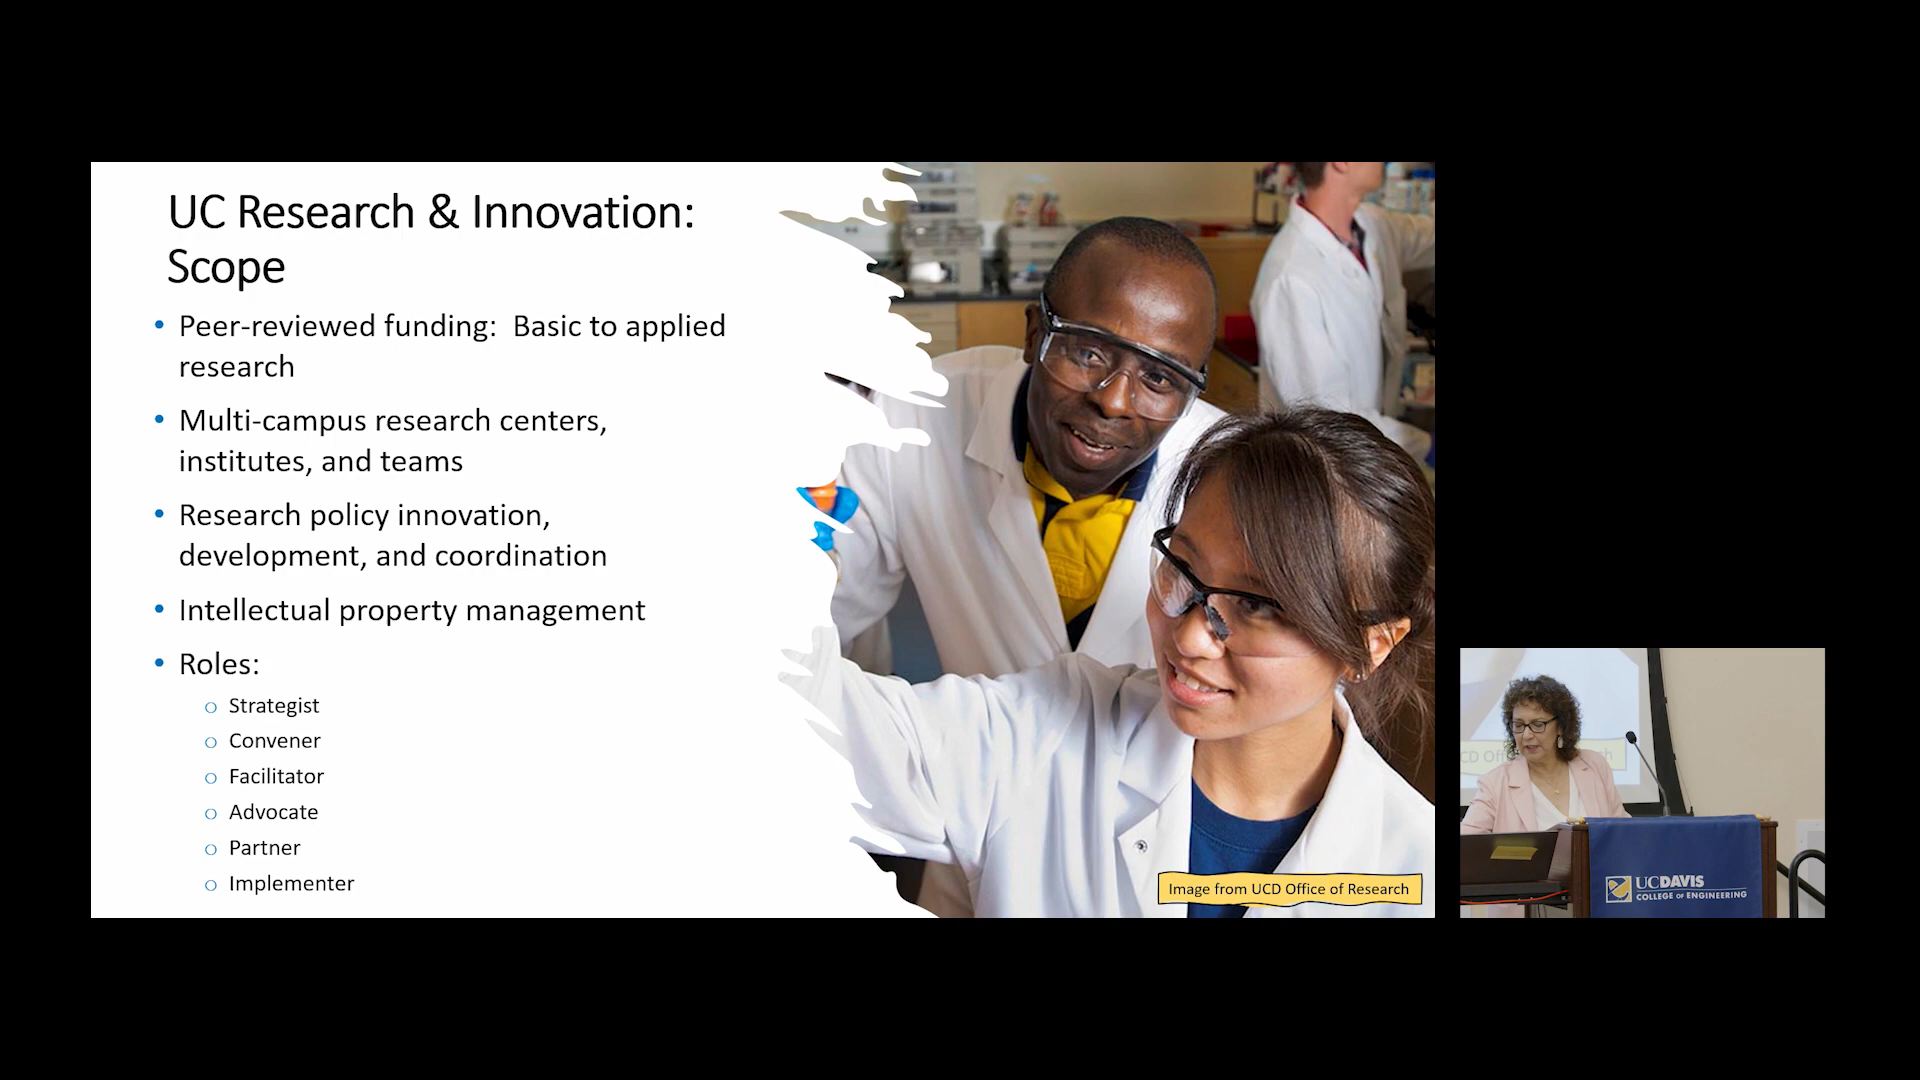 UC Research & Innovation:
Scope
• Peer-reviewed funding:  Basic to applied
research
• Multi-campus research centers,
institutes, and teams
• Research policy innovation,
development, and coordination
• Intellectual property management
• Roles:
o Strategist
o Convener
o Facilitator
o Advocate
o Partner
o Implementer
Image from UCD Office of Research
UCDAVIS
COLLEGE OF ENGINEERING